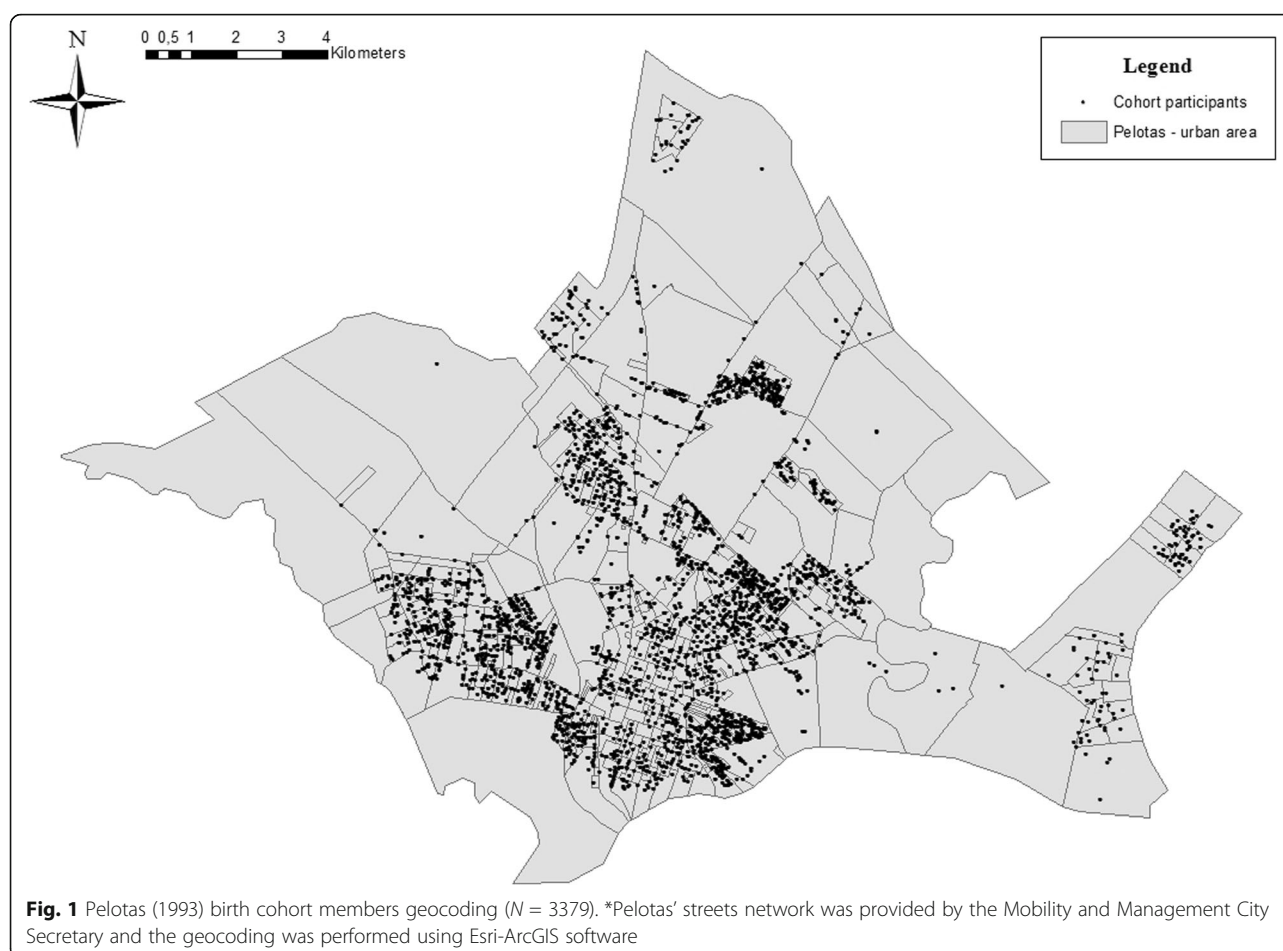 N
0 0,5 1 2 3 4
Kilometers
Legend
Cohort participants
Pelotas - urban area
Fig. 1 Pelotas (1993) birth cohort members geocoding (N = 3379). *Pelotas' streets network was provided by the Mobility and Management City
Secretary and the geocoding was performed using Esri-ArcGIS software